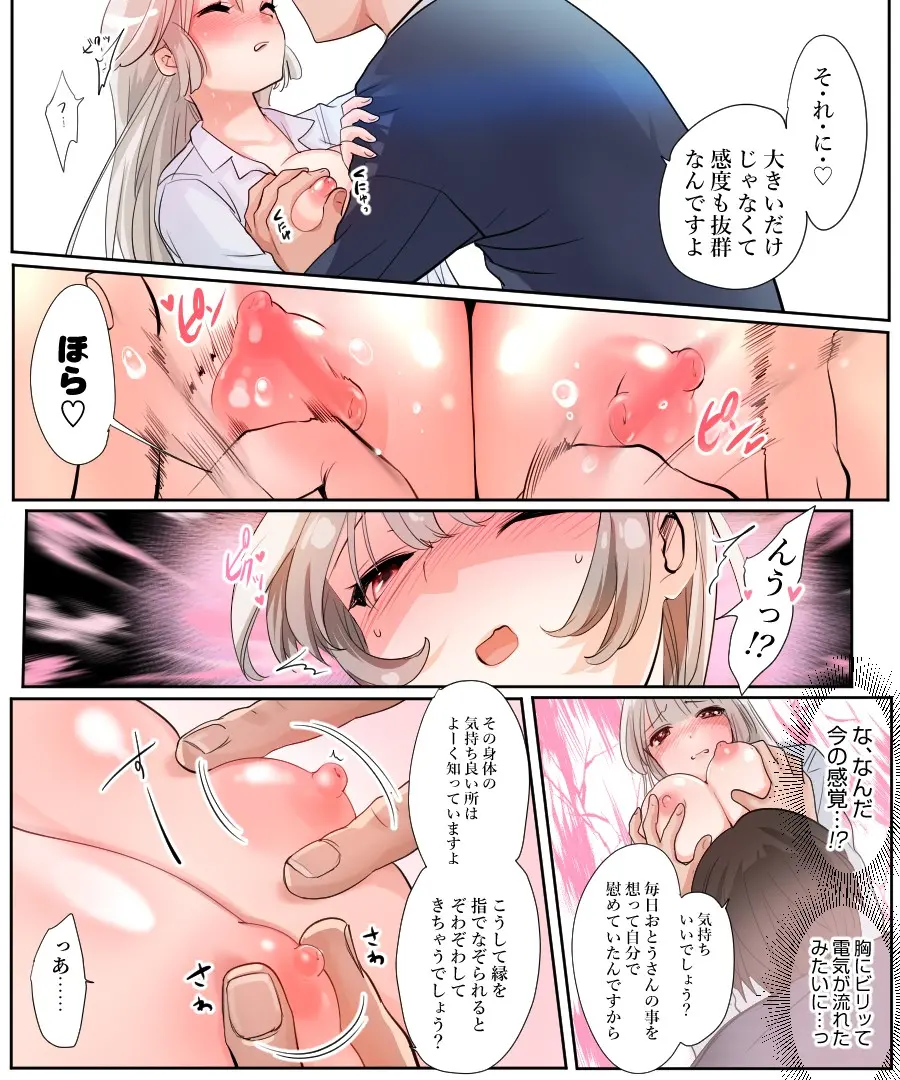 そ・れ・に・♡
大きいだけ
じゃなくて
感度も抜群
なんですよ
？…
くにゅ
くにゅっ
ほら♡
ピン
ピンッ
んうっ!?
ピクッ
な、なんだ
今の感覚…!?
胸にビリッて
電気が流れた
みたいに…っ
気持ち
いいでしょう？
毎日おとうさんの事を
想って自分で
慰めていたんですから
その身体の
気持ち良い所は
よーく知っていますよ
こうして縁を
指でなぞられると
ぞわぞわして
きちゃうでしょう？
さわ
さわ
っあ………